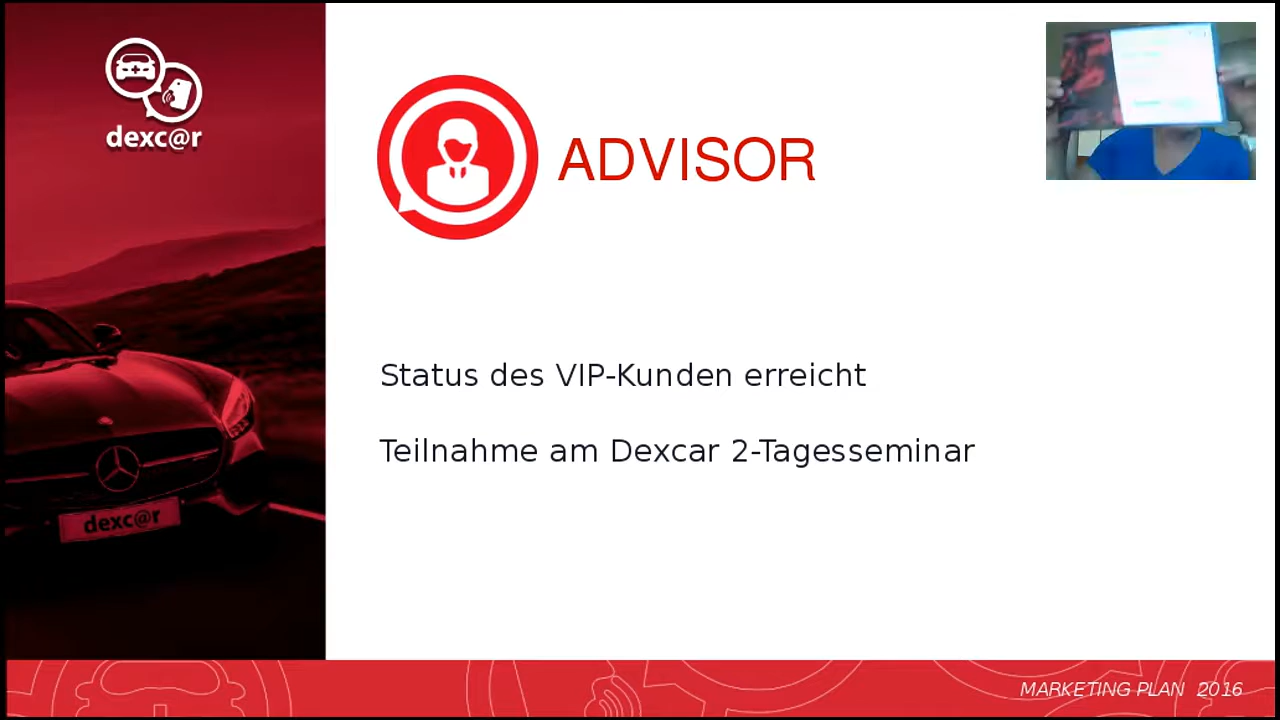 dexc@r
ADVISOR
Status des VIP-Kunden erreicht
Teilnahme am Dexcar 2-Tagesseminar
dexc@r
MARKETING PLAN 2016